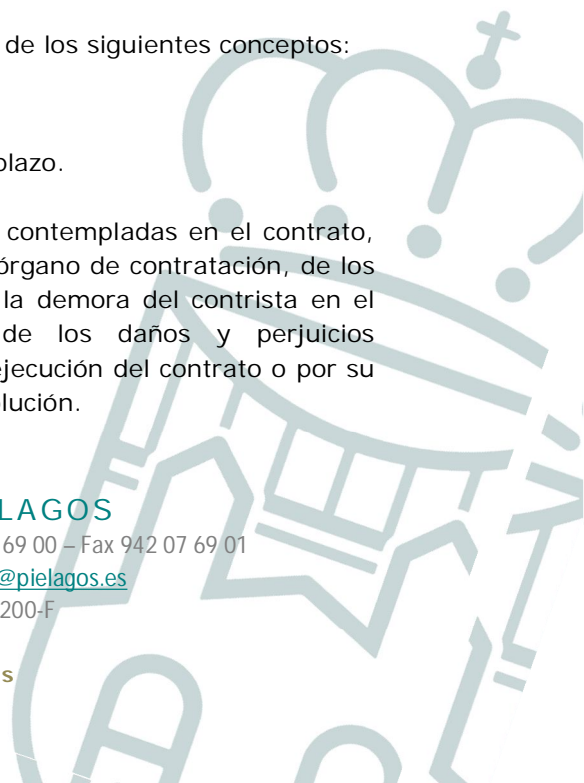 de los siguientes conceptos:
plazo.
contempladas en el contrato,
órgano de contratación, de los
la demora del contrista en el
de los daños y perjuicios
ejecución del contrato o por su
olución.
LAGOS
69 00 – Fax 942 07 69 01
@pielagos.es
200-F
s